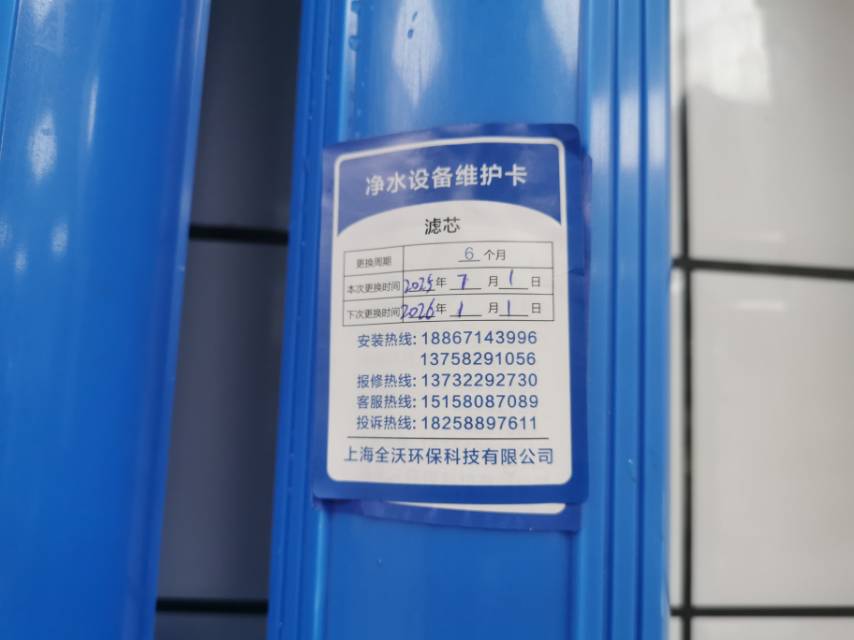 净水设备维护卡
滤芯
更换周期 6 个月
本次更换时间 2025年 7 月 1 日
下次更换时间 2026年 1 月 1 日
安装热线: 18867143996
13758291056
报修热线: 13732292730
客服热线: 15158087089
投诉热线: 18258897611
上海全沃环保科技有限公司